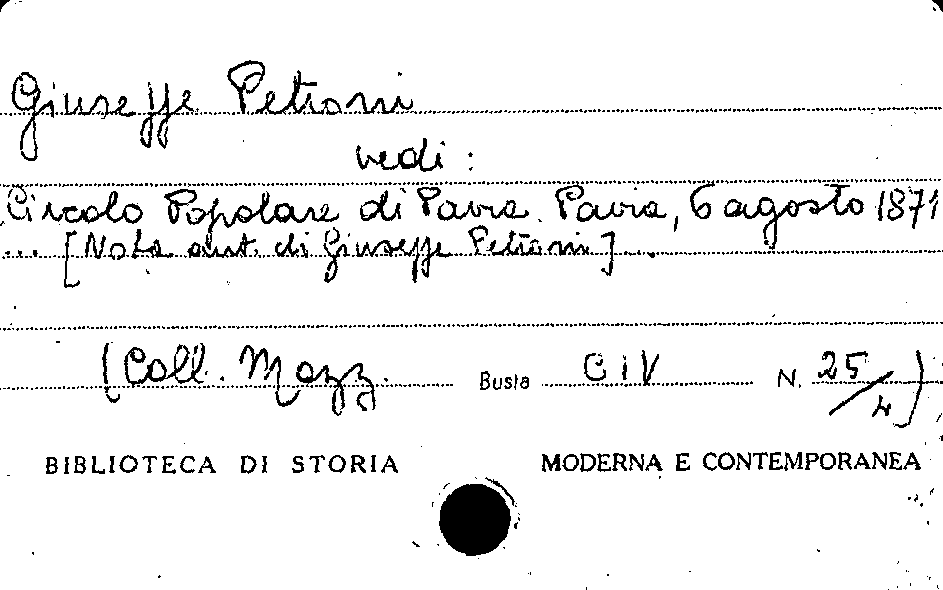 Giuseppe Petroni
vedi :
Circolo Popolare di Pavia. Pavia, 6 agosto 1871
... [Nota aut. di Giuseppe Petroni] ...
(Coll. Mazz. Busta CIV N. 25/4)
BIBLIOTECA DI STORIA MODERNA E CONTEMPORANEA